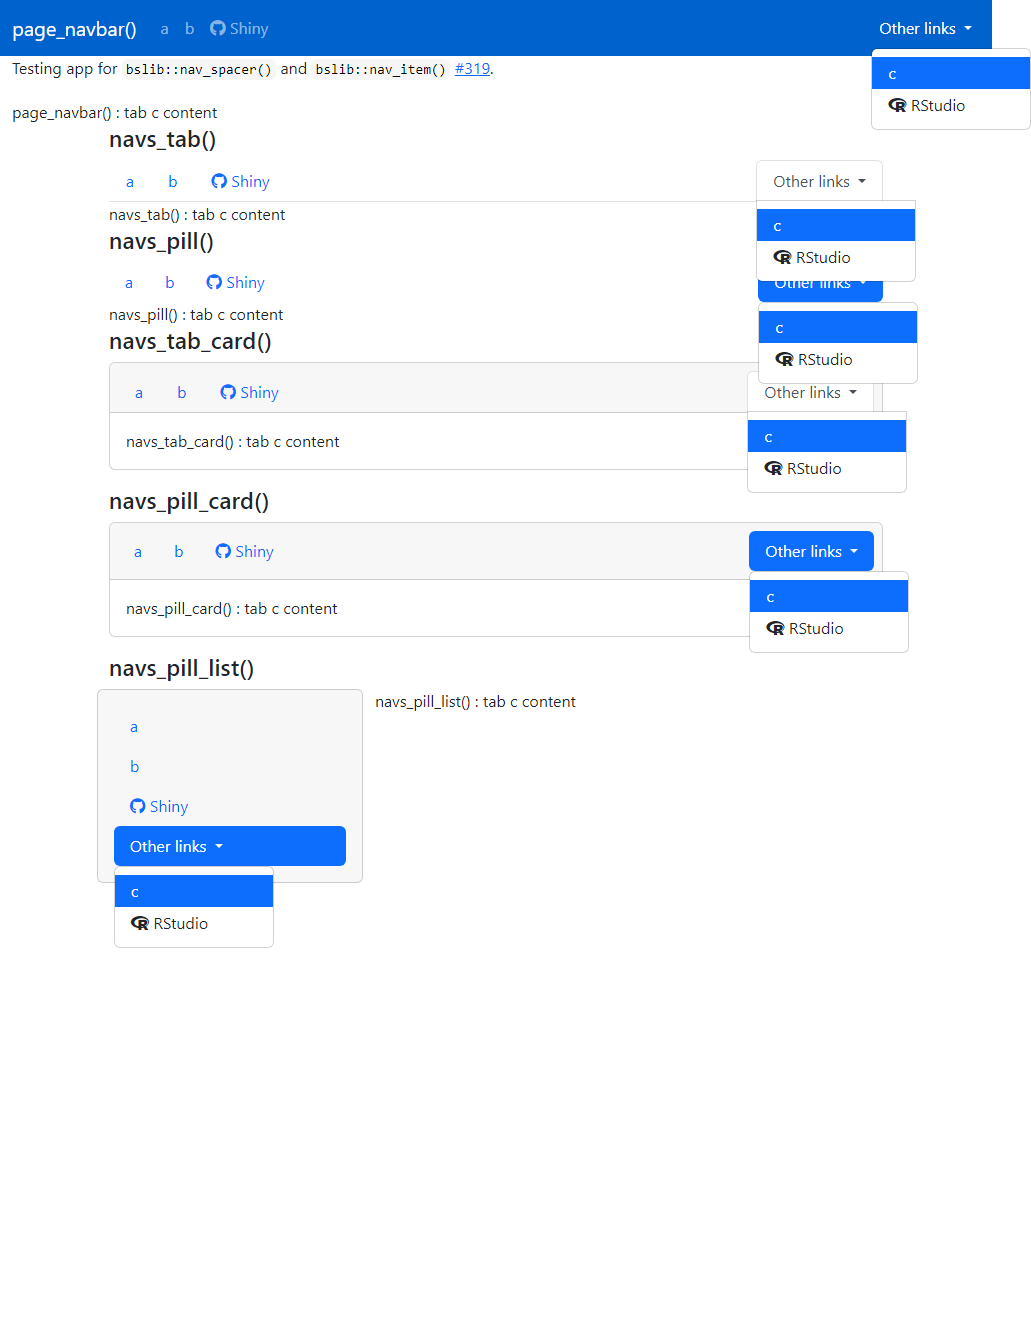 page_navbar() a b Shiny Other links
c
RStudio
Testing app for bslib::nav_spacer() and bslib::nav_item() #319.
page_navbar() : tab c content
navs_tab()
a b Shiny Other links
c
RStudio
navs_tab() : tab c content
navs_pill()
a b Shiny Other links
c
RStudio
navs_pill() : tab c content
navs_tab_card()
a b Shiny Other links
c
RStudio
navs_tab_card() : tab c content
navs_pill_card()
a b Shiny Other links
c
RStudio
navs_pill_card() : tab c content
navs_pill_list()
a
b
Shiny
Other links
c
RStudio
navs_pill_list() : tab c content